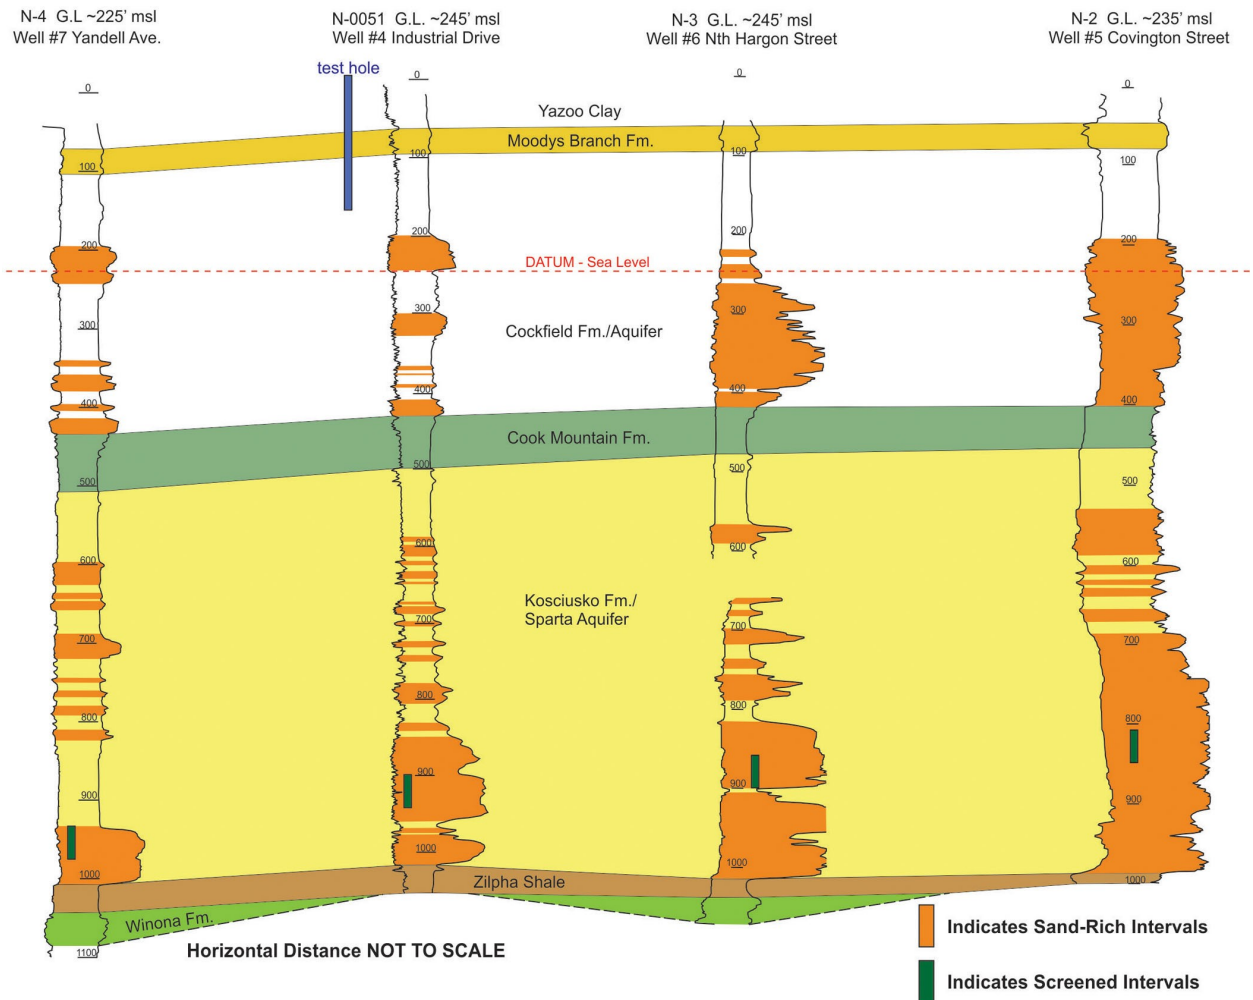 N-4 G.L ~225' msl
Well #7 Yandell Ave.
N-0051 G.L. ~245' msl
Well #4 Industrial Drive
N-3 G.L. ~245' msl
Well #6 Nth Hargon Street
N-2 G.L. ~235' msl
Well #5 Covington Street
test hole
Yazoo Clay
Moodys Branch Fm.
DATUM - Sea Level
Cockfield Fm./Aquifer
Cook Mountain Fm.
Kosciusko Fm./
Sparta Aquifer
Zilpha Shale
Winona Fm.
0
100
200
300
400
500
600
700
800
900
1000
1100
0
100
200
300
400
500
600
700
800
900
1000
0
100
200
300
400
500
600
700
800
900
1000
0
100
200
300
400
500
600
700
800
900
1000
Horizontal Distance NOT TO SCALE
Indicates Sand-Rich Intervals
Indicates Screened Intervals